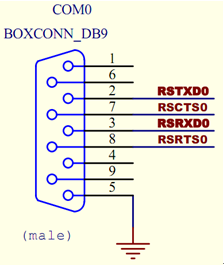 COM0
BOXCONN_DB9
1
6
2 RSTXD0
7 RSCTS0
3 RSRXD0
8 RSRTS0
4
9
5
(male)